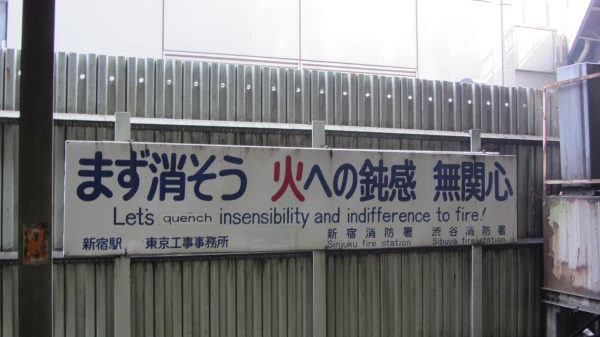 まず消そう 火への鈍感 無関心
Let's quench insensibility and indifference to fire!
新宿駅 東京工事事務所 新宿消防署 渋谷消防署
Sinjuku fire station Sibuya fire station